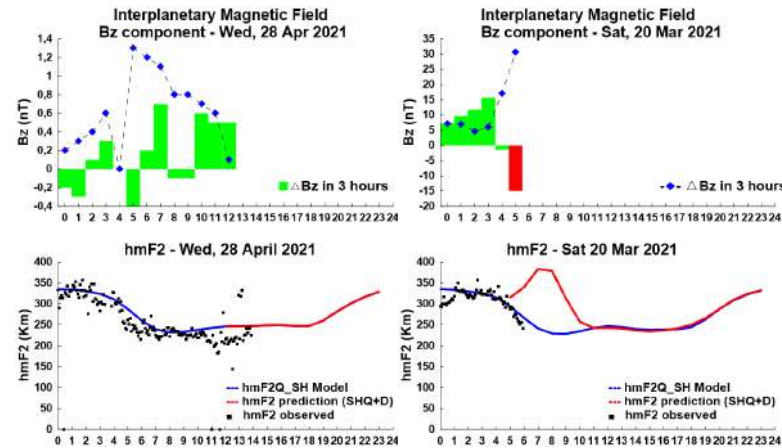 Interplanetary Magnetic Field
Bz component - Wed, 28 Apr 2021
1,4
1,2
1
0,8
0,6
0,4
0,2
0
-0,2
-0,4
Bz (nT)
△Bz in 3 hours
0 1 2 3 4 5 6 7 8 9 10 11 12 13 14 15 16 17 18 19 20 21 22 23 24
Interplanetary Magnetic Field
Bz component - Sat, 20 Mar 2021
35
30
25
20
15
10
5
0
-5
-10
-15
-20
Bz (nT)
△Bz in 3 hours
0 1 2 3 4 5 6 7 8 9 10 11 12 13 14 15 16 17 18 19 20 21 22 23 24
hmF2 - Wed, 28 April 2021
400
350
300
250
200
150
100
50
0
hmF2 (Km)
hmF2Q_SH Model
hmF2 prediction (SHQ+D)
hmF2 observed
0 1 2 3 4 5 6 7 8 9 10 11 12 13 14 15 16 17 18 19 20 21 22 23 24
hmF2 - Sat 20 Mar 2021
400
350
300
250
200
150
100
50
0
hmF2 (Km)
hmF2Q_SH Model
hmF2 prediction (SHQ+D)
hmF2 observed
0 1 2 3 4 5 6 7 8 9 10 11 12 13 14 15 16 17 18 19 20 21 22 23 24